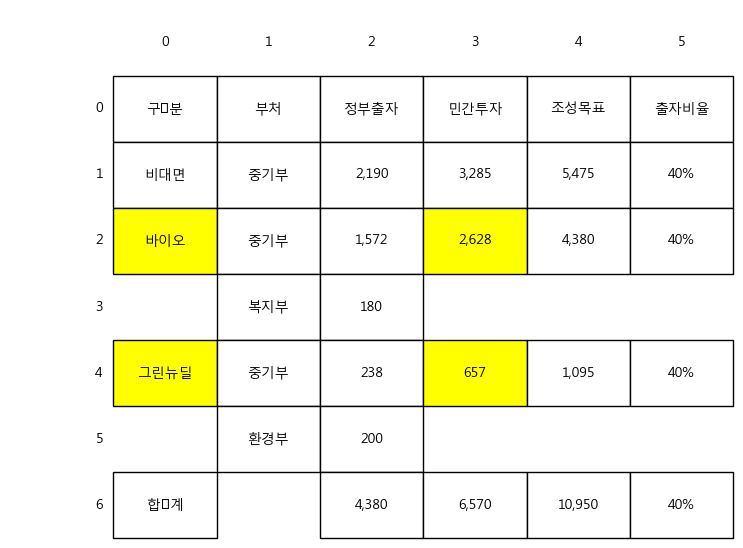 0 1 2 3 4 5
0 구□분 부처 정부출자 민간투자 조성목표 출자비율
1 비대면 중기부 2,190 3,285 5,475 40%
2 바이오 중기부 1,572 2,628 4,380 40%
3 복지부 180
4 그린뉴딜 중기부 238 657 1,095 40%
5 환경부 200
6 합□계 4,380 6,570 10,950 40%